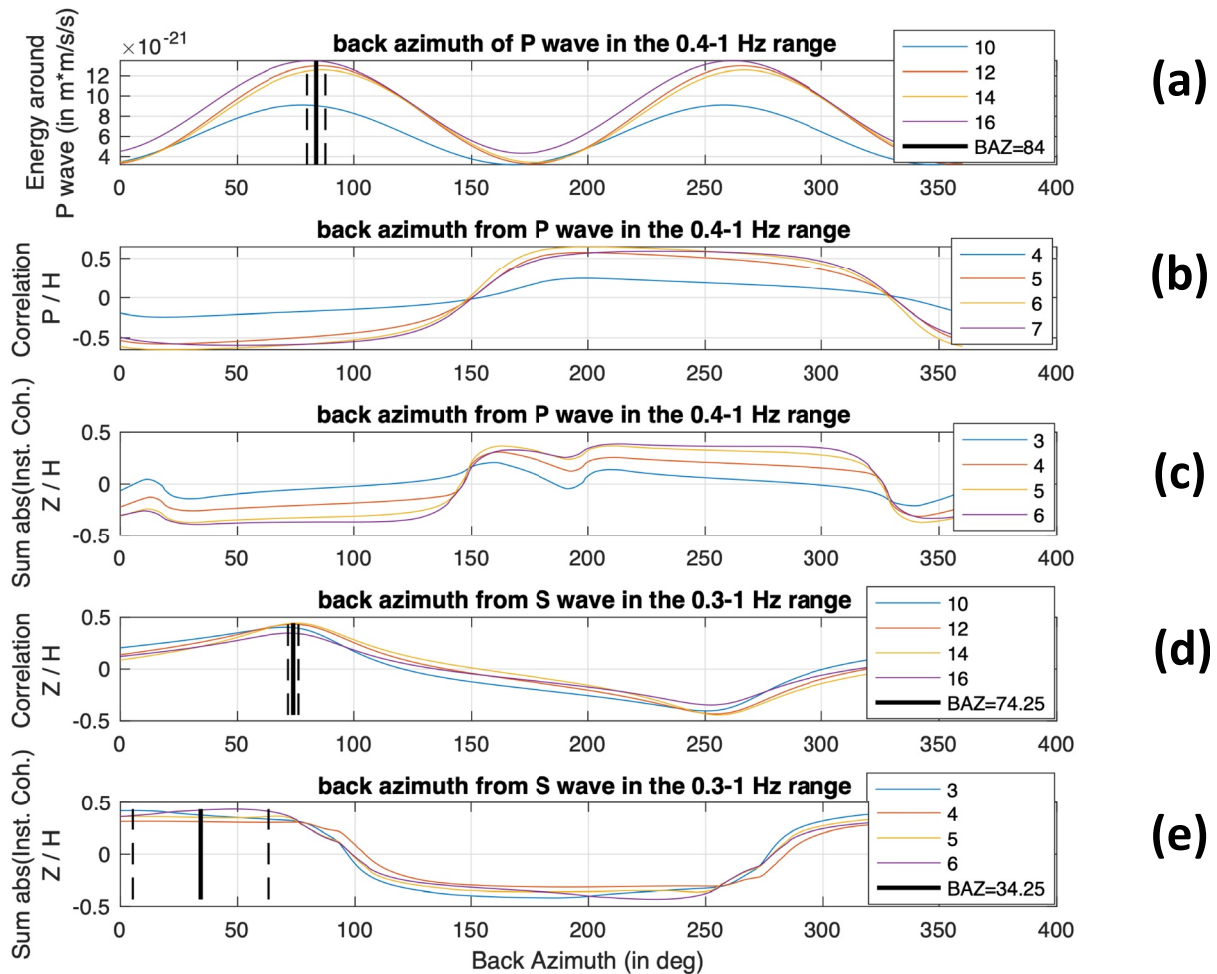 ×10⁻²¹
back azimuth of P wave in the 0.4-1 Hz range
Energy around
P wave (in m*m/s/s)
12
10
8
6
4
0 50 100 150 200 250 300 350 400
10
12
14
16
BAZ=84
(a)
back azimuth from P wave in the 0.4-1 Hz range
Correlation
P / H
0.5
0
-0.5
0 50 100 150 200 250 300 350 400
4
5
6
7
(b)
back azimuth from P wave in the 0.4-1 Hz range
Sum abs(Inst. Coh.)
Z / H
0.5
0
-0.5
0 50 100 150 200 250 300 350 400
3
4
5
6
(c)
back azimuth from S wave in the 0.3-1 Hz range
Correlation
Z / H
0.5
0
-0.5
0 50 100 150 200 250 300 350 400
10
12
14
16
BAZ=74.25
(d)
back azimuth from S wave in the 0.3-1 Hz range
Sum abs(Inst. Coh.)
Z / H
0.5
0
-0.5
0 50 100 150 200 250 300 350 400
3
4
5
6
BAZ=34.25
(e)
Back Azimuth (in deg)